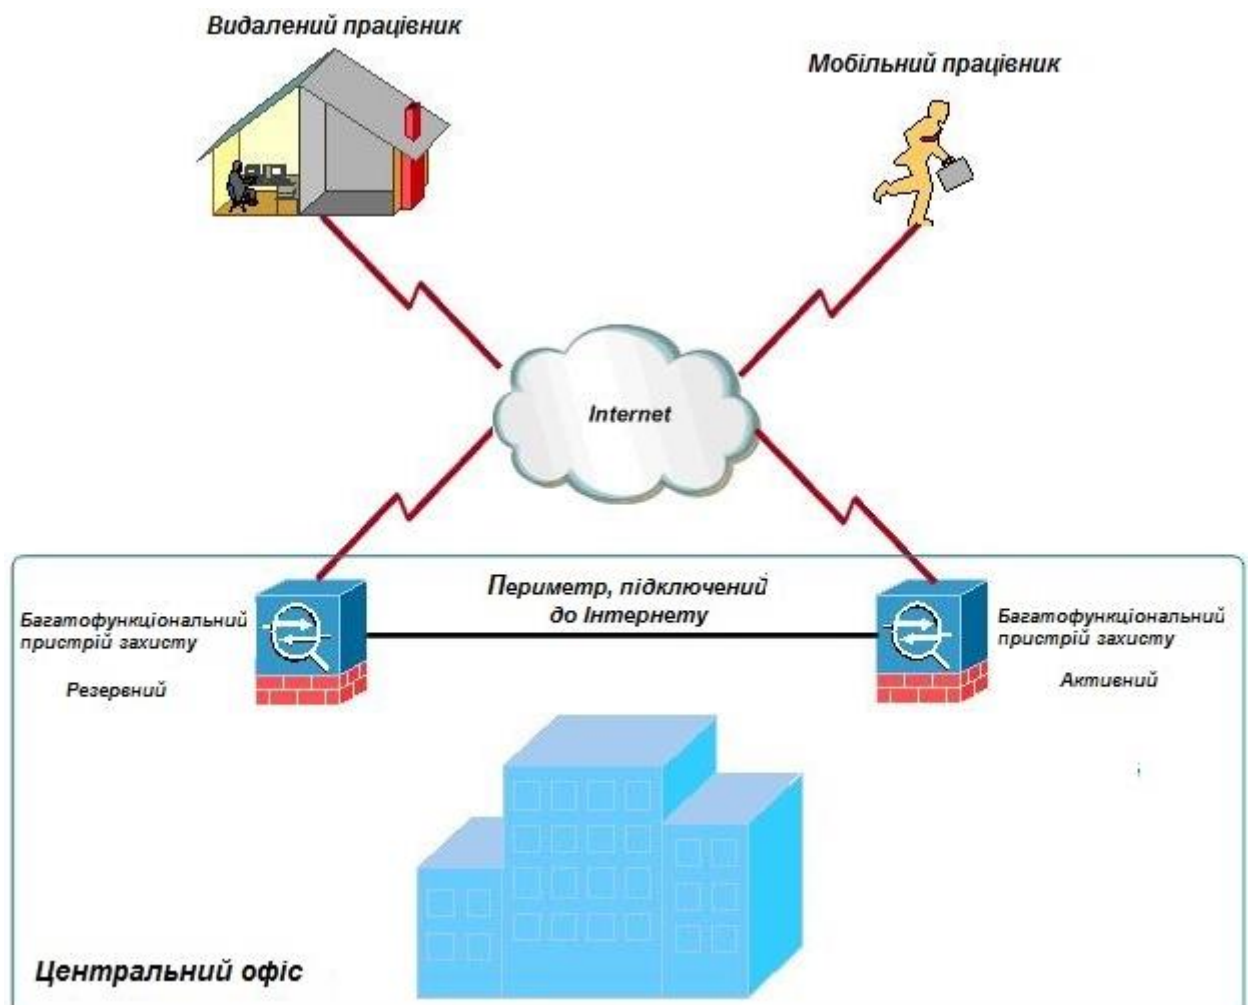 Видалений працівник
Мобільний працівник
Internet
Периметр, підключений
до Інтернету
Багатофункціональний
пристрій захисту
Резервний
Багатофункціональний
пристрій захисту
Активний
Центральний офіс